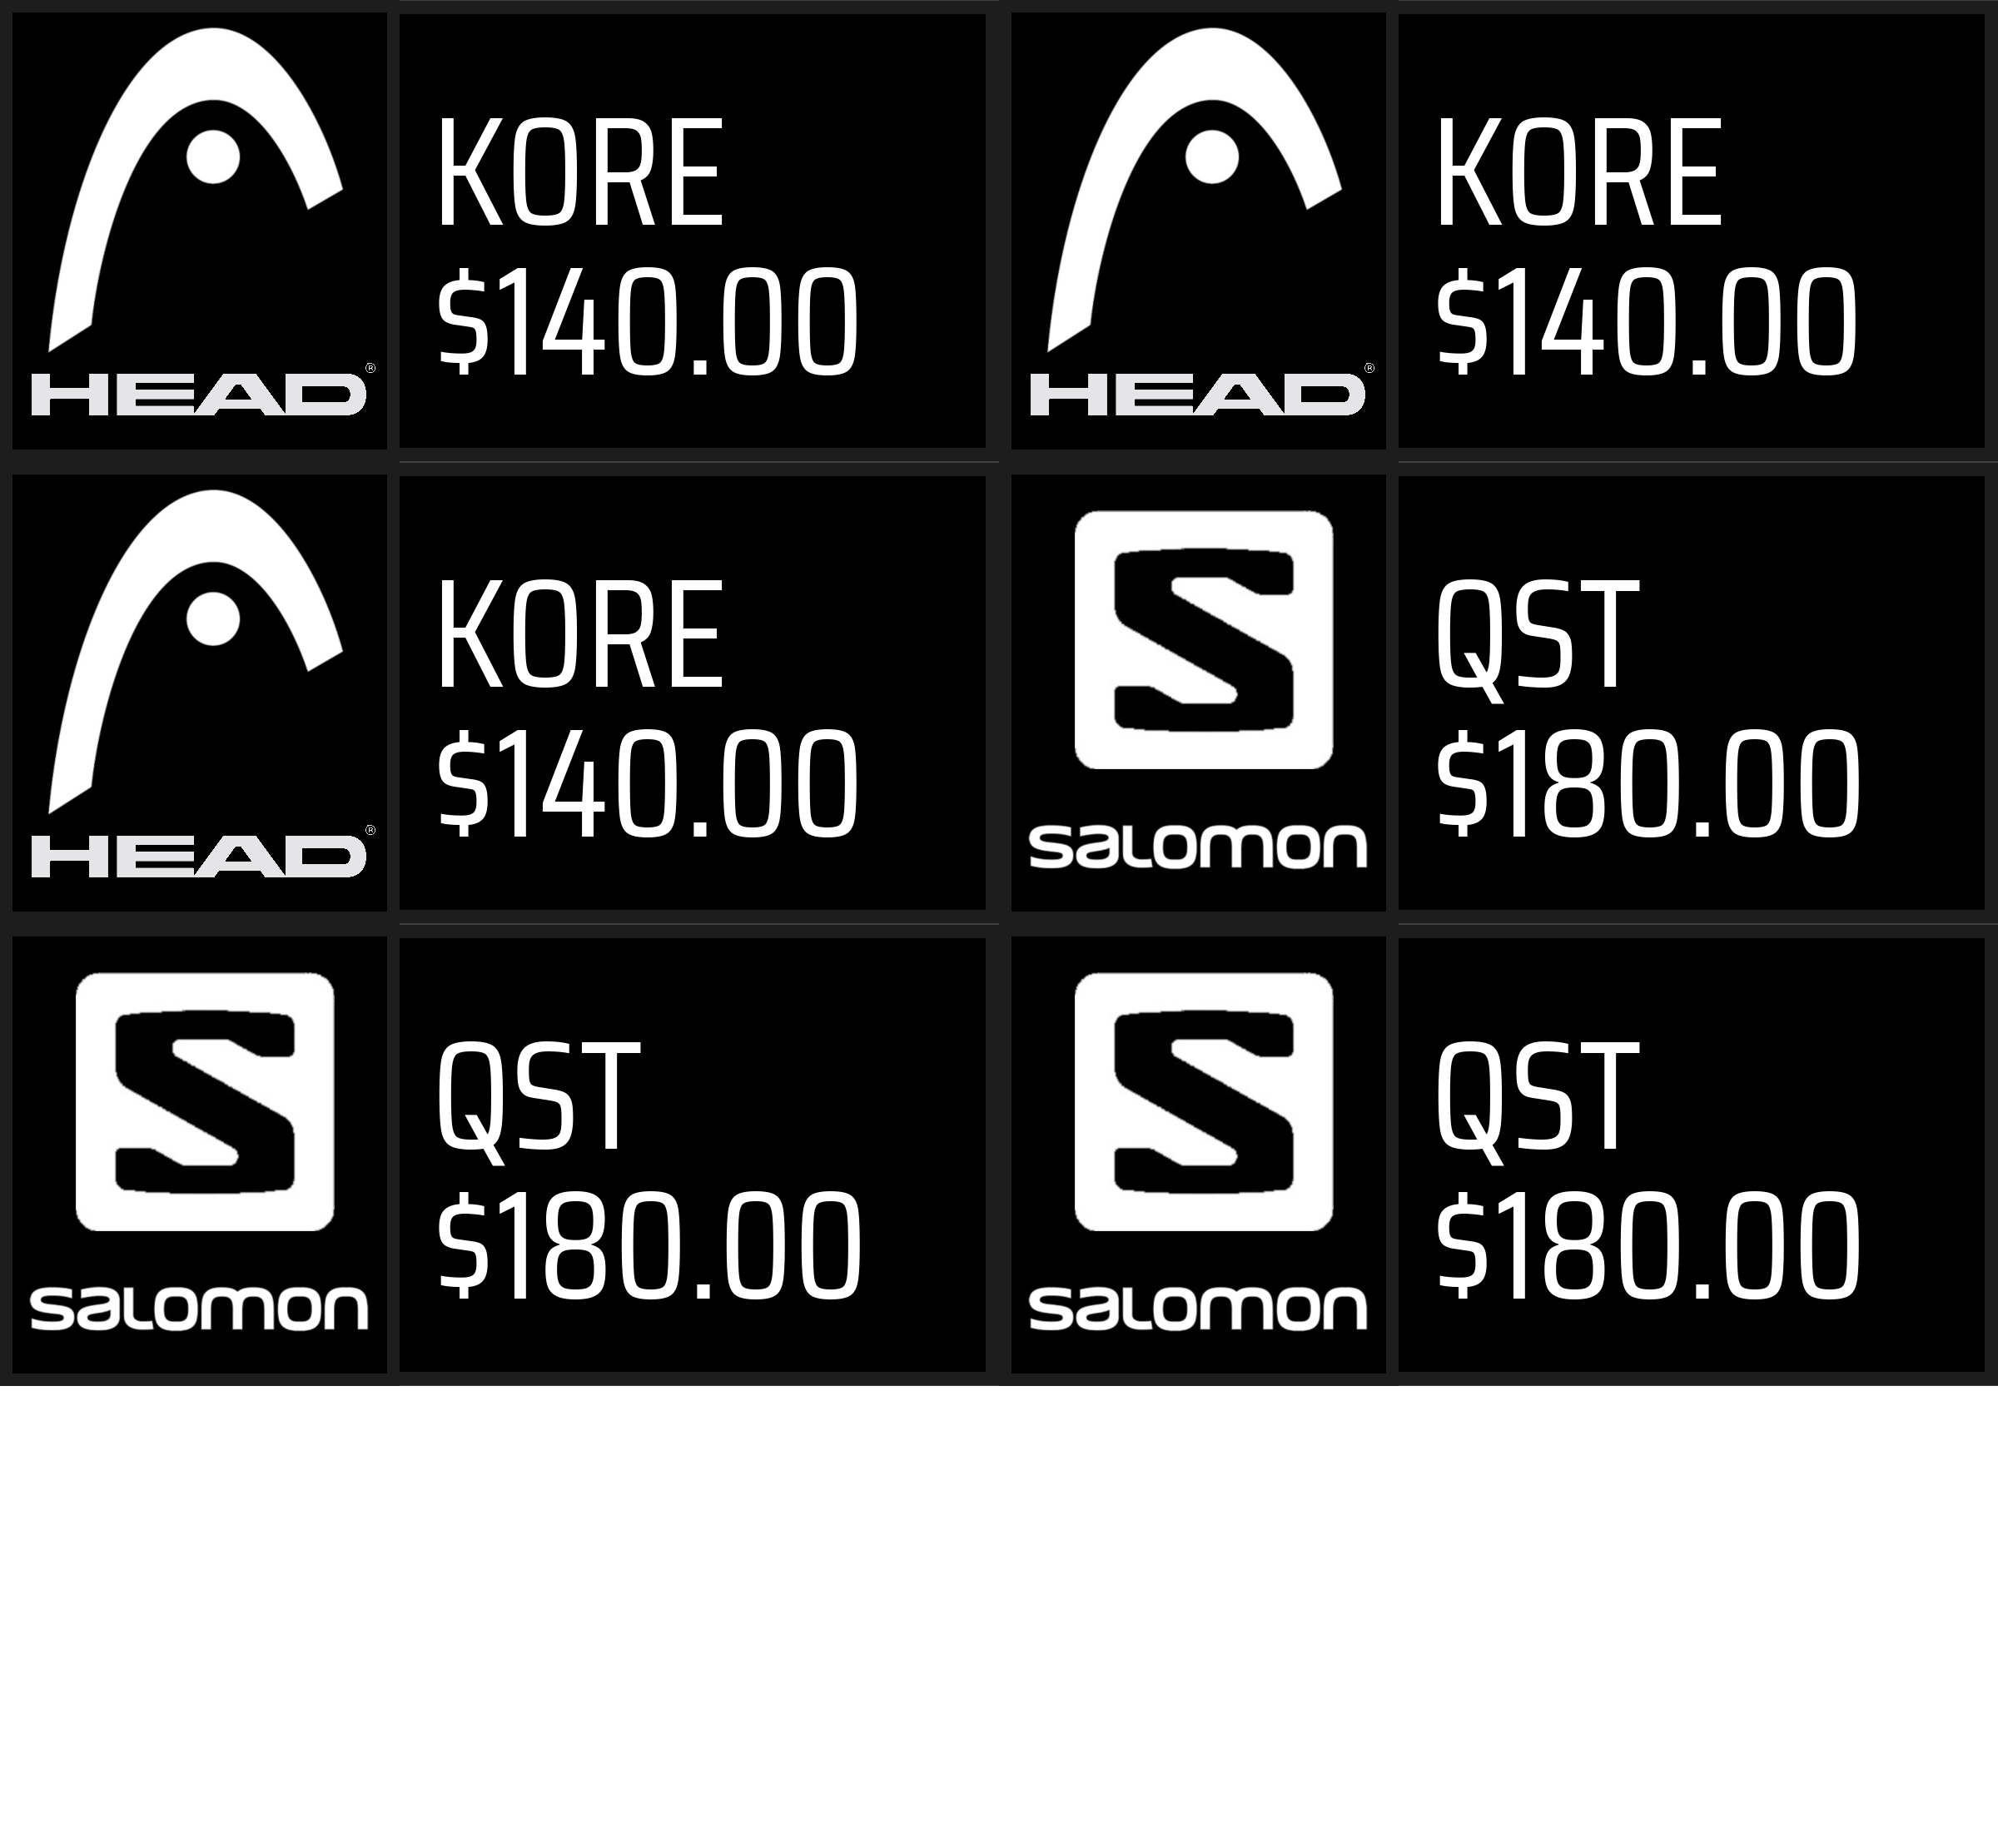 HEAD®
KORE
$140.00
HEAD®
KORE
$140.00
HEAD®
KORE
$140.00
S
salomon
QST
$180.00
S
salomon
QST
$180.00
S
salomon
QST
$180.00